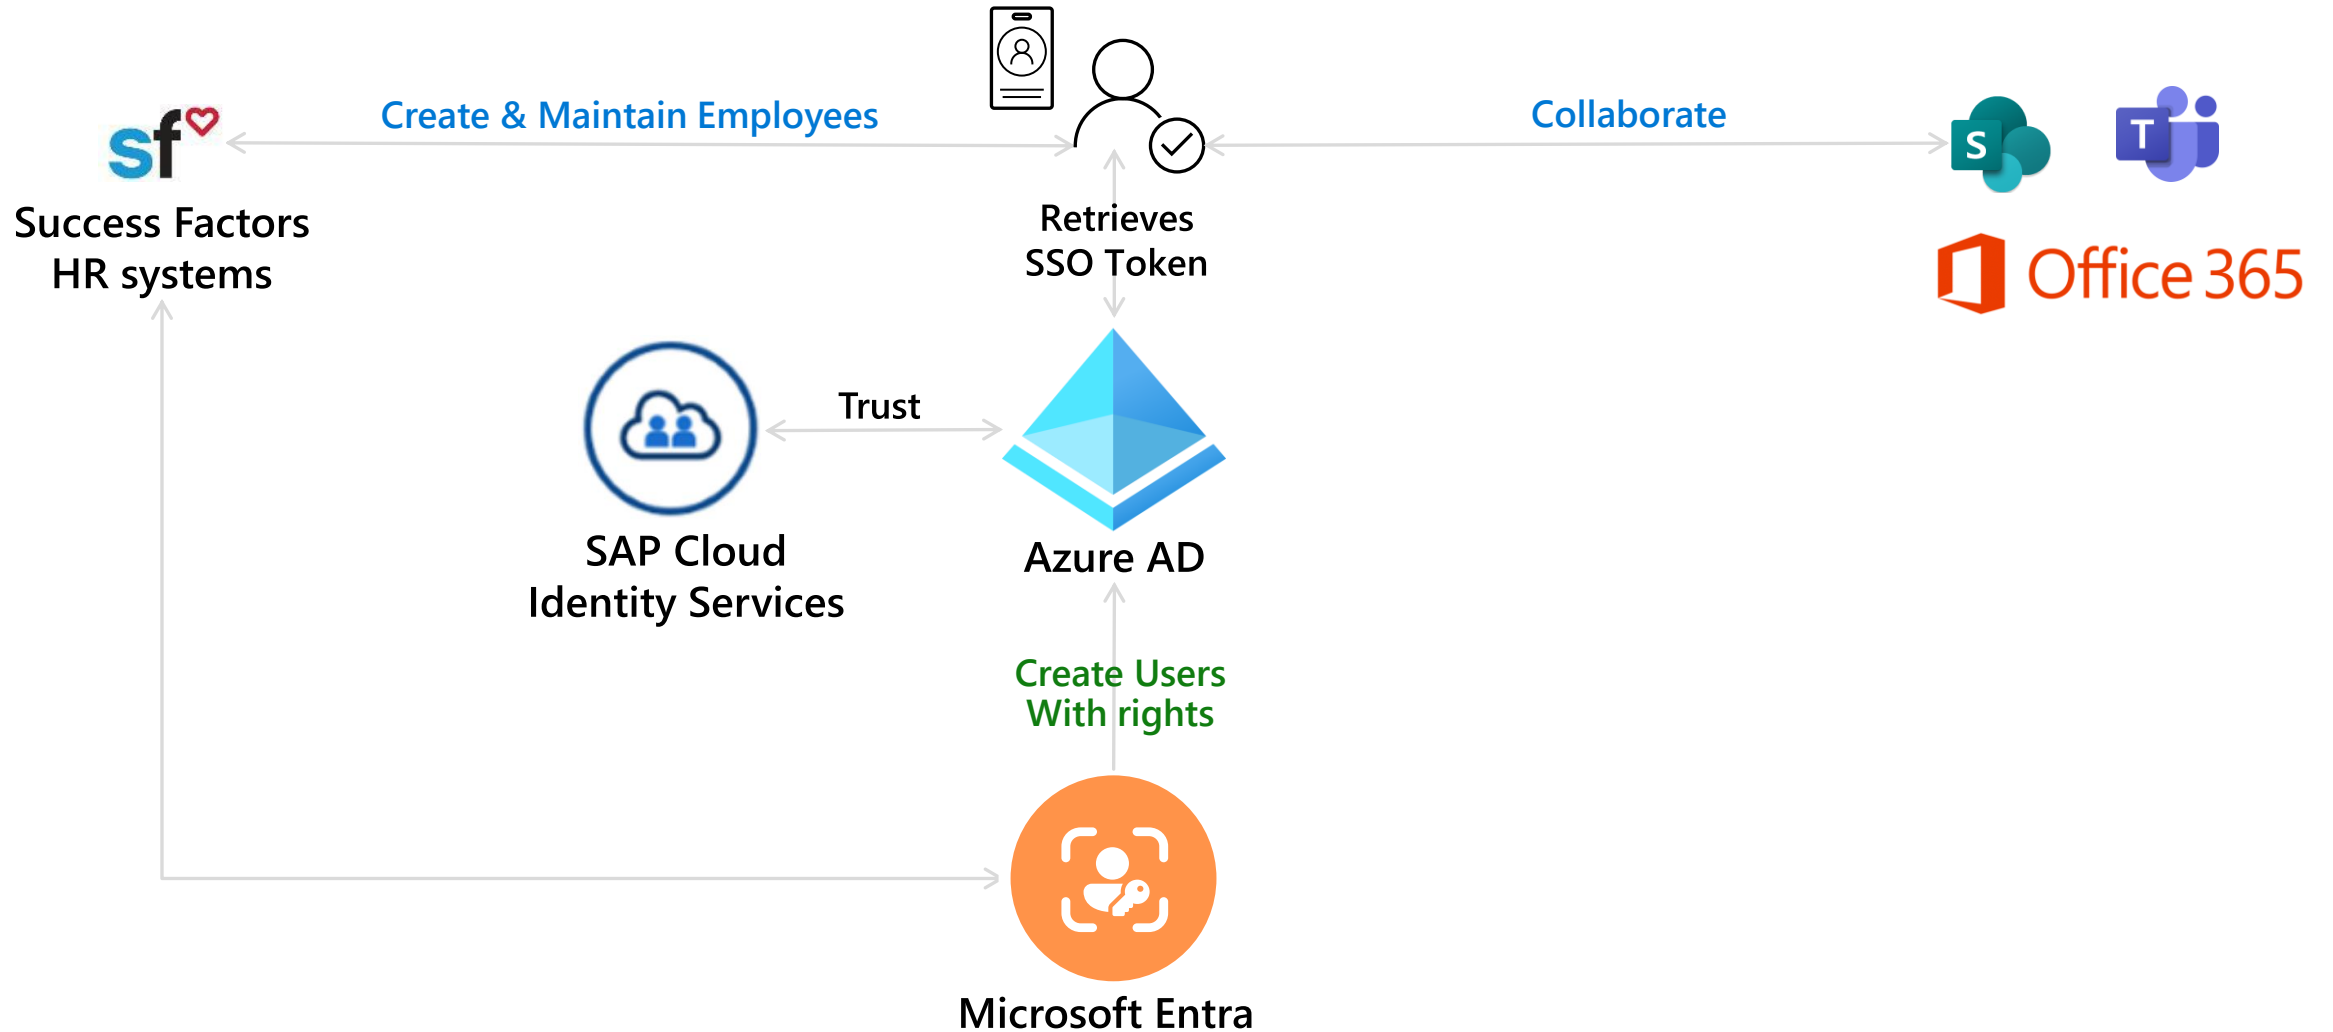 Create & Maintain Employees
Collaborate
sf
S
T
Success Factors
HR systems
Retrieves
SSO Token
Office 365
Trust
SAP Cloud
Identity Services
Azure AD
Create Users
With rights
Microsoft Entra